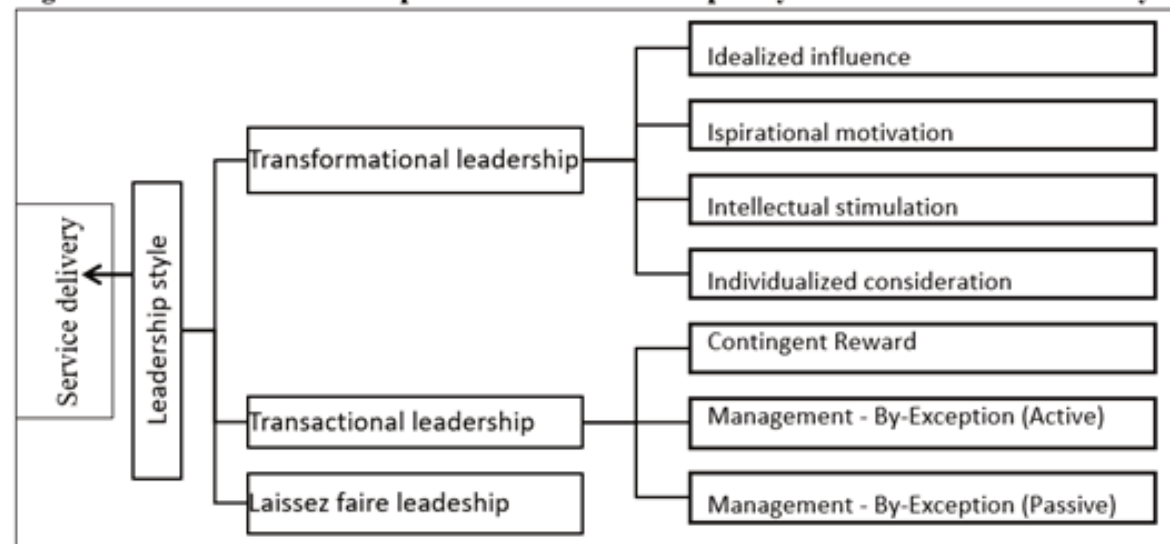 Service delivery
Leadership style
Transformational leadership
Transactional leadership
Laissez faire leadeship
Idealized influence
Ispirational motivation
Intellectual stimulation
Individualized consideration
Contingent Reward
Management - By-Exception (Active)
Management - By-Exception (Passive)